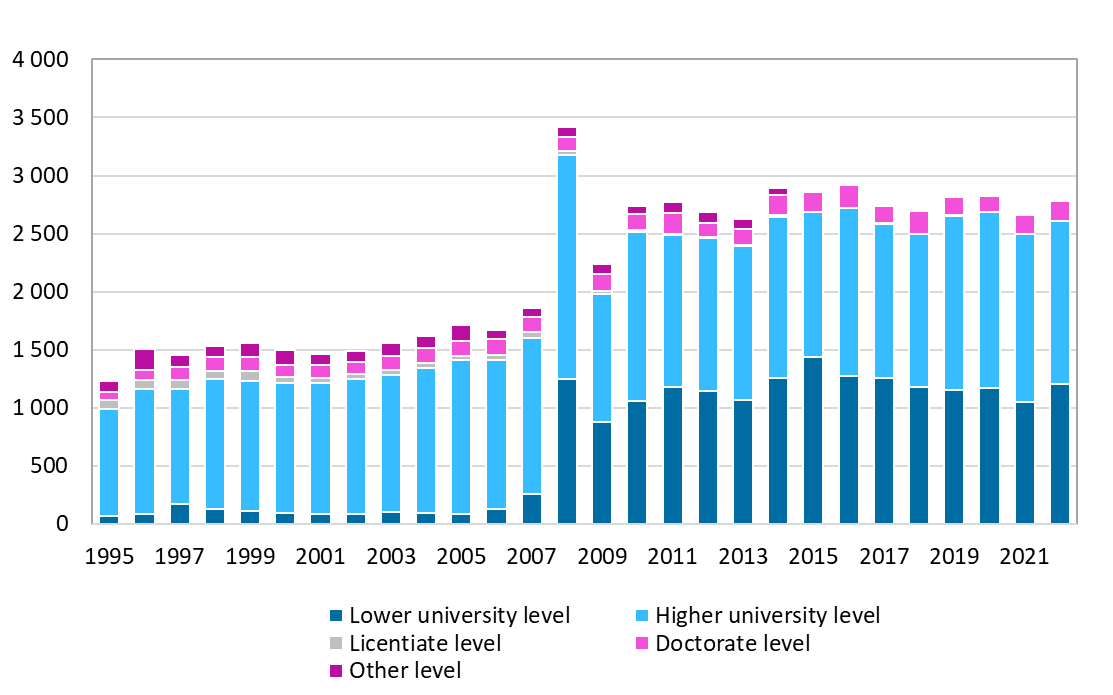 4 000
3 500
3 000
2 500
2 000
1 500
1 000
500
0
1995 1997 1999 2001 2003 2005 2007 2009 2011 2013 2015 2017 2019 2021
Lower university level Higher university level
Licentiate level Doctorate level
Other level